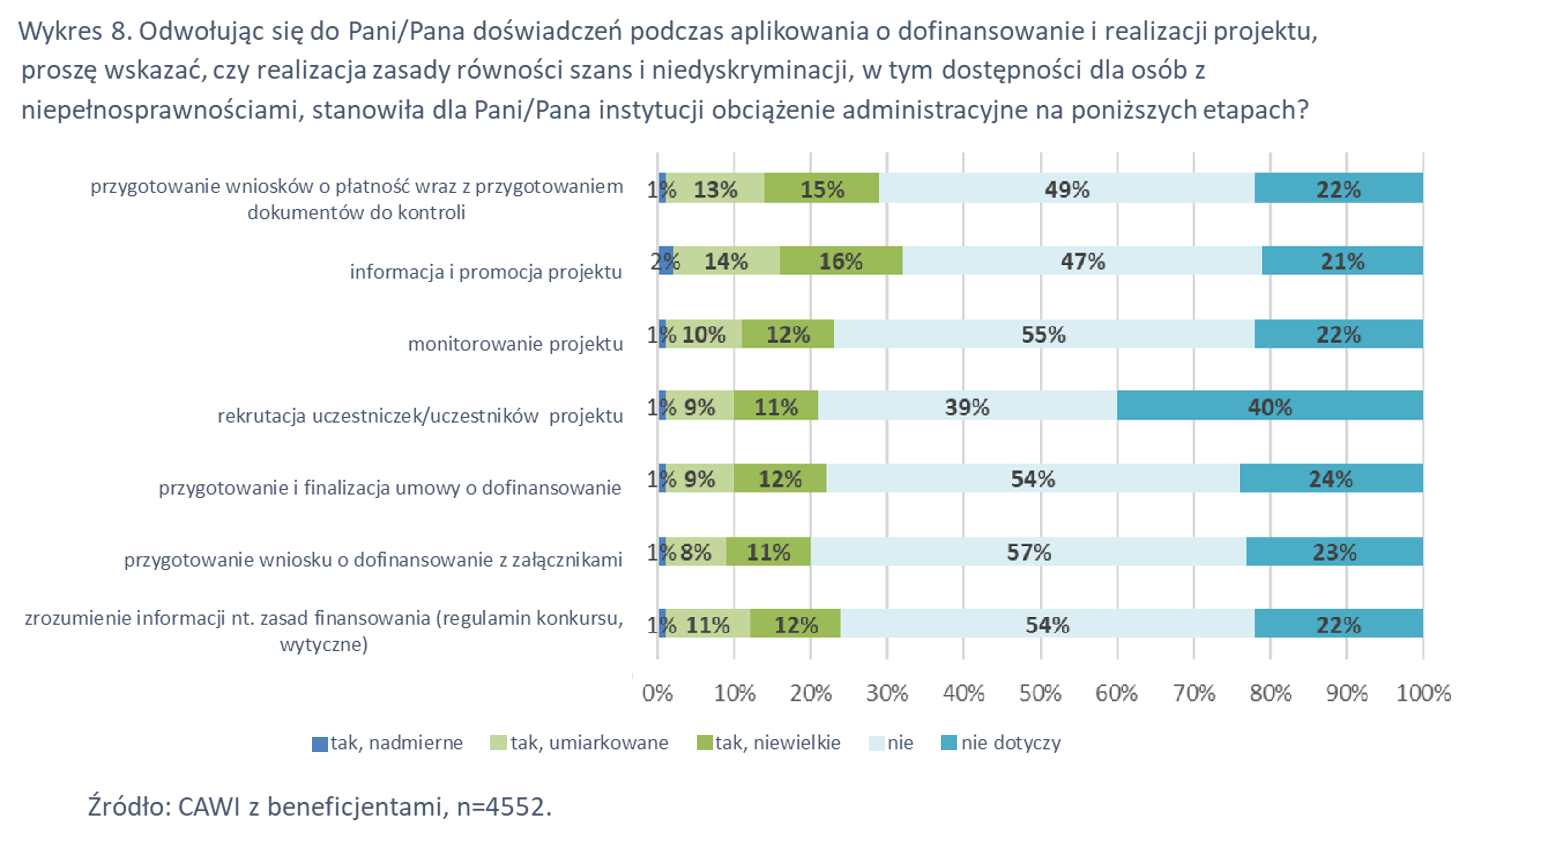 Wykres 8. Odwołując się do Pani/Pana doświadczeń podczas aplikowania o dofinansowanie i realizacji projektu,
proszę wskazać, czy realizacja zasady równości szans i niedyskryminacji, w tym dostępności dla osób z
niepełnosprawnościami, stanowiła dla Pani/Pana instytucji obciążenie administracyjne na poniższych etapach?
przygotowanie wniosków o płatność wraz z przygotowaniem
dokumentów do kontroli
1% 13% 15% 49% 22%
informacja i promocja projektu
2% 14% 16% 47% 21%
monitorowanie projektu
1% 10% 12% 55% 22%
rekrutacja uczestniczek/uczestników projektu
1% 9% 11% 39% 40%
przygotowanie i finalizacja umowy o dofinansowanie
1% 9% 12% 54% 24%
przygotowanie wniosku o dofinansowanie z załącznikami
1% 8% 11% 57% 23%
zrozumienie informacji nt. zasad finansowania (regulamin konkursu,
wytyczne)
1% 11% 12% 54% 22%
0% 10% 20% 30% 40% 50% 60% 70% 80% 90% 100%
tak, nadmierne tak, umiarkowane tak, niewielkie nie nie dotyczy
Źródło: CAWI z beneficjentami, n=4552.